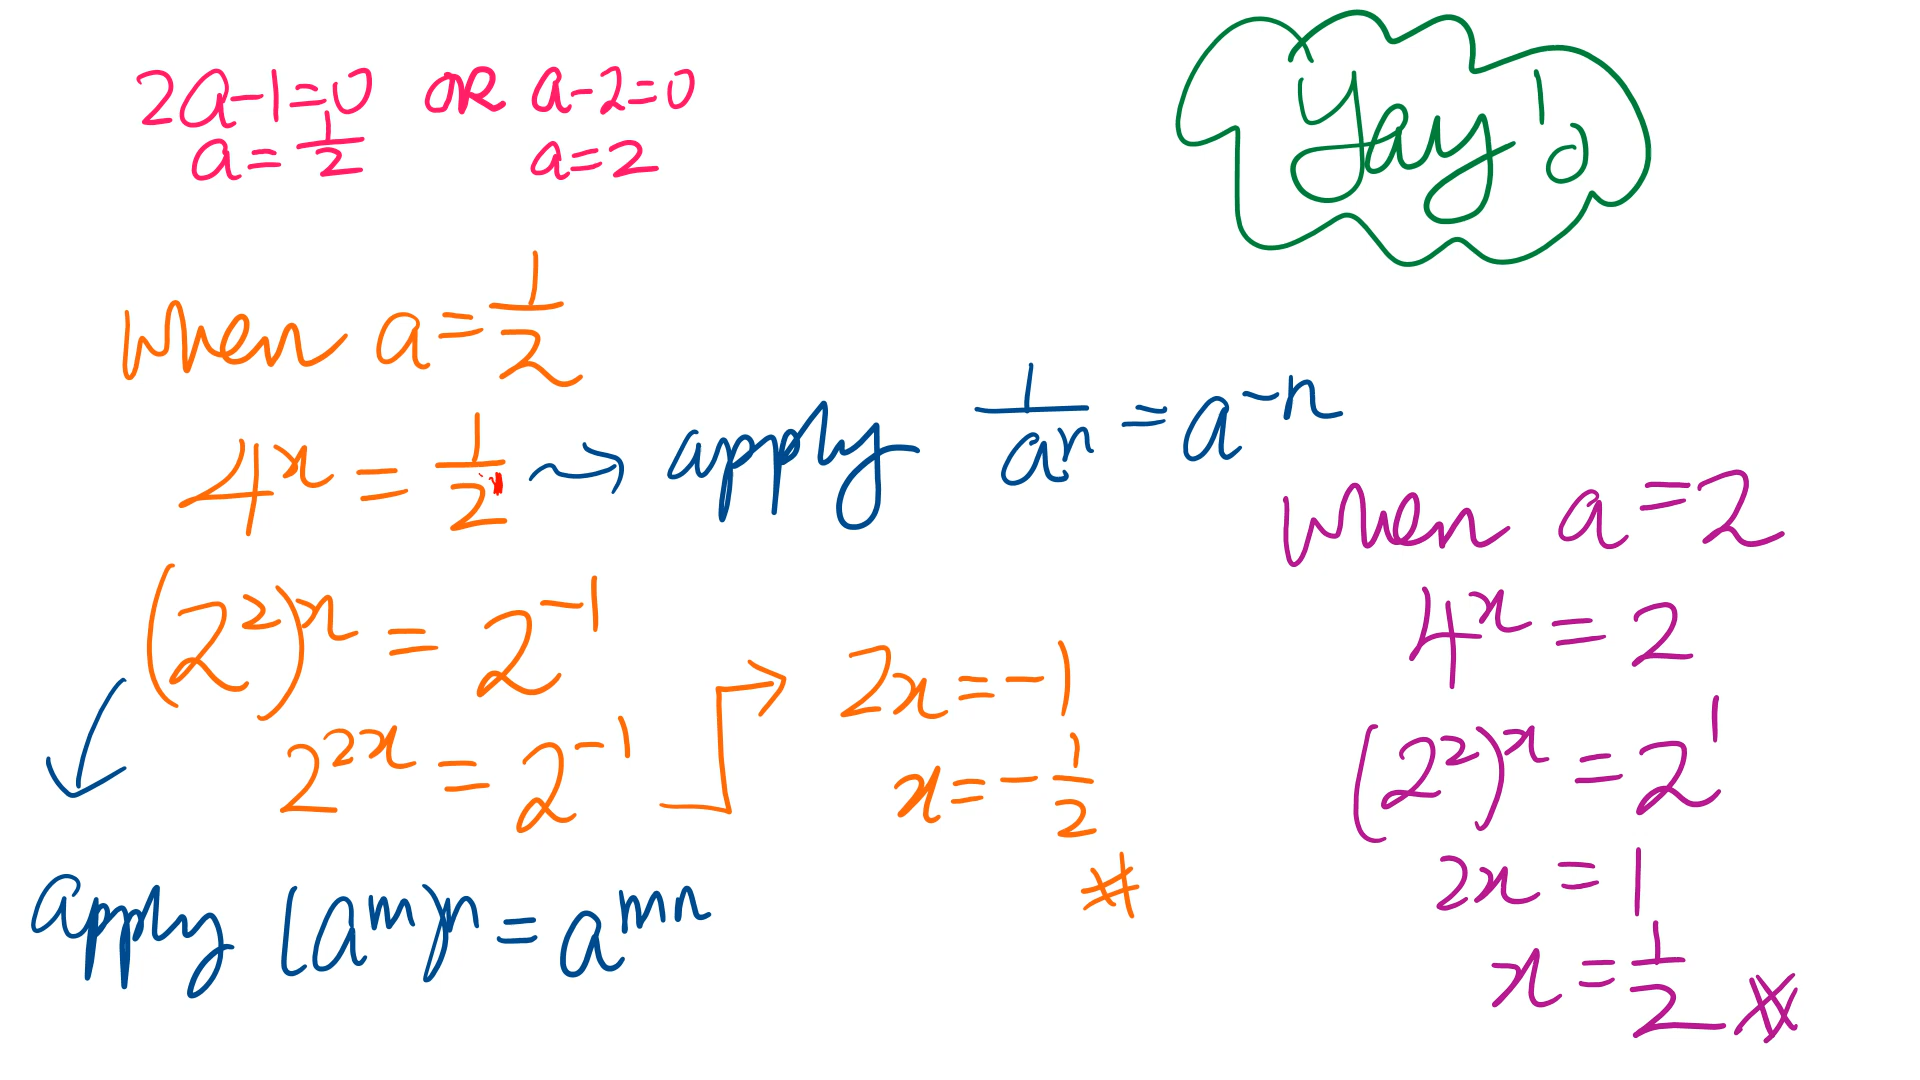 2a-1=0 OR a-2=0
a=1/2 a=2
Yay!
when a=1/2
4^x = 1/2 → apply 1/a^n = a^-n
(2^2)^x = 2^-1
2^2x = 2^-1
apply (a^m)^n = a^mn
2x=-1
x=-1/2
when a=2
4^x = 2
(2^2)^x = 2^1
2x = 1
x = 1/2